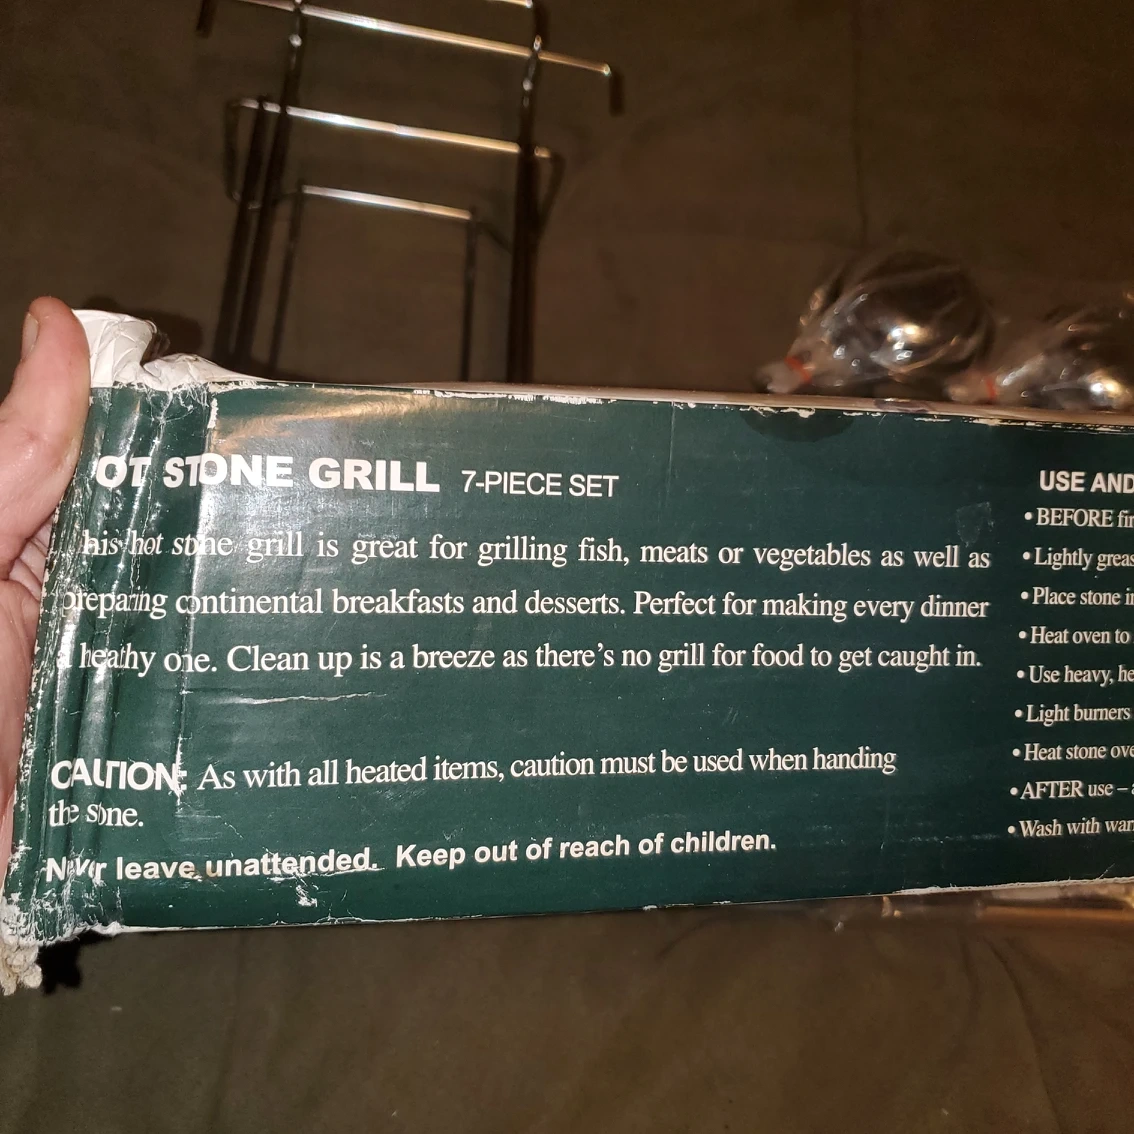 OT STONE GRILL 7-PIECE SET
his hot stone grill is great for grilling fish, meats or vegetables as well as
preparing continental breakfasts and desserts. Perfect for making every dinner
a heathy one. Clean up is a breeze as there's no grill for food to get caught in.
CAUTION: As with all heated items, caution must be used when handing
the stone.
Never leave unattended. Keep out of reach of children.
USE AND
• BEFORE fir
• Lightly greas
• Place stone i
• Heat oven to
• Use heavy, he
• Light burners
• Heat stone ove
• AFTER use –
• Wash with war